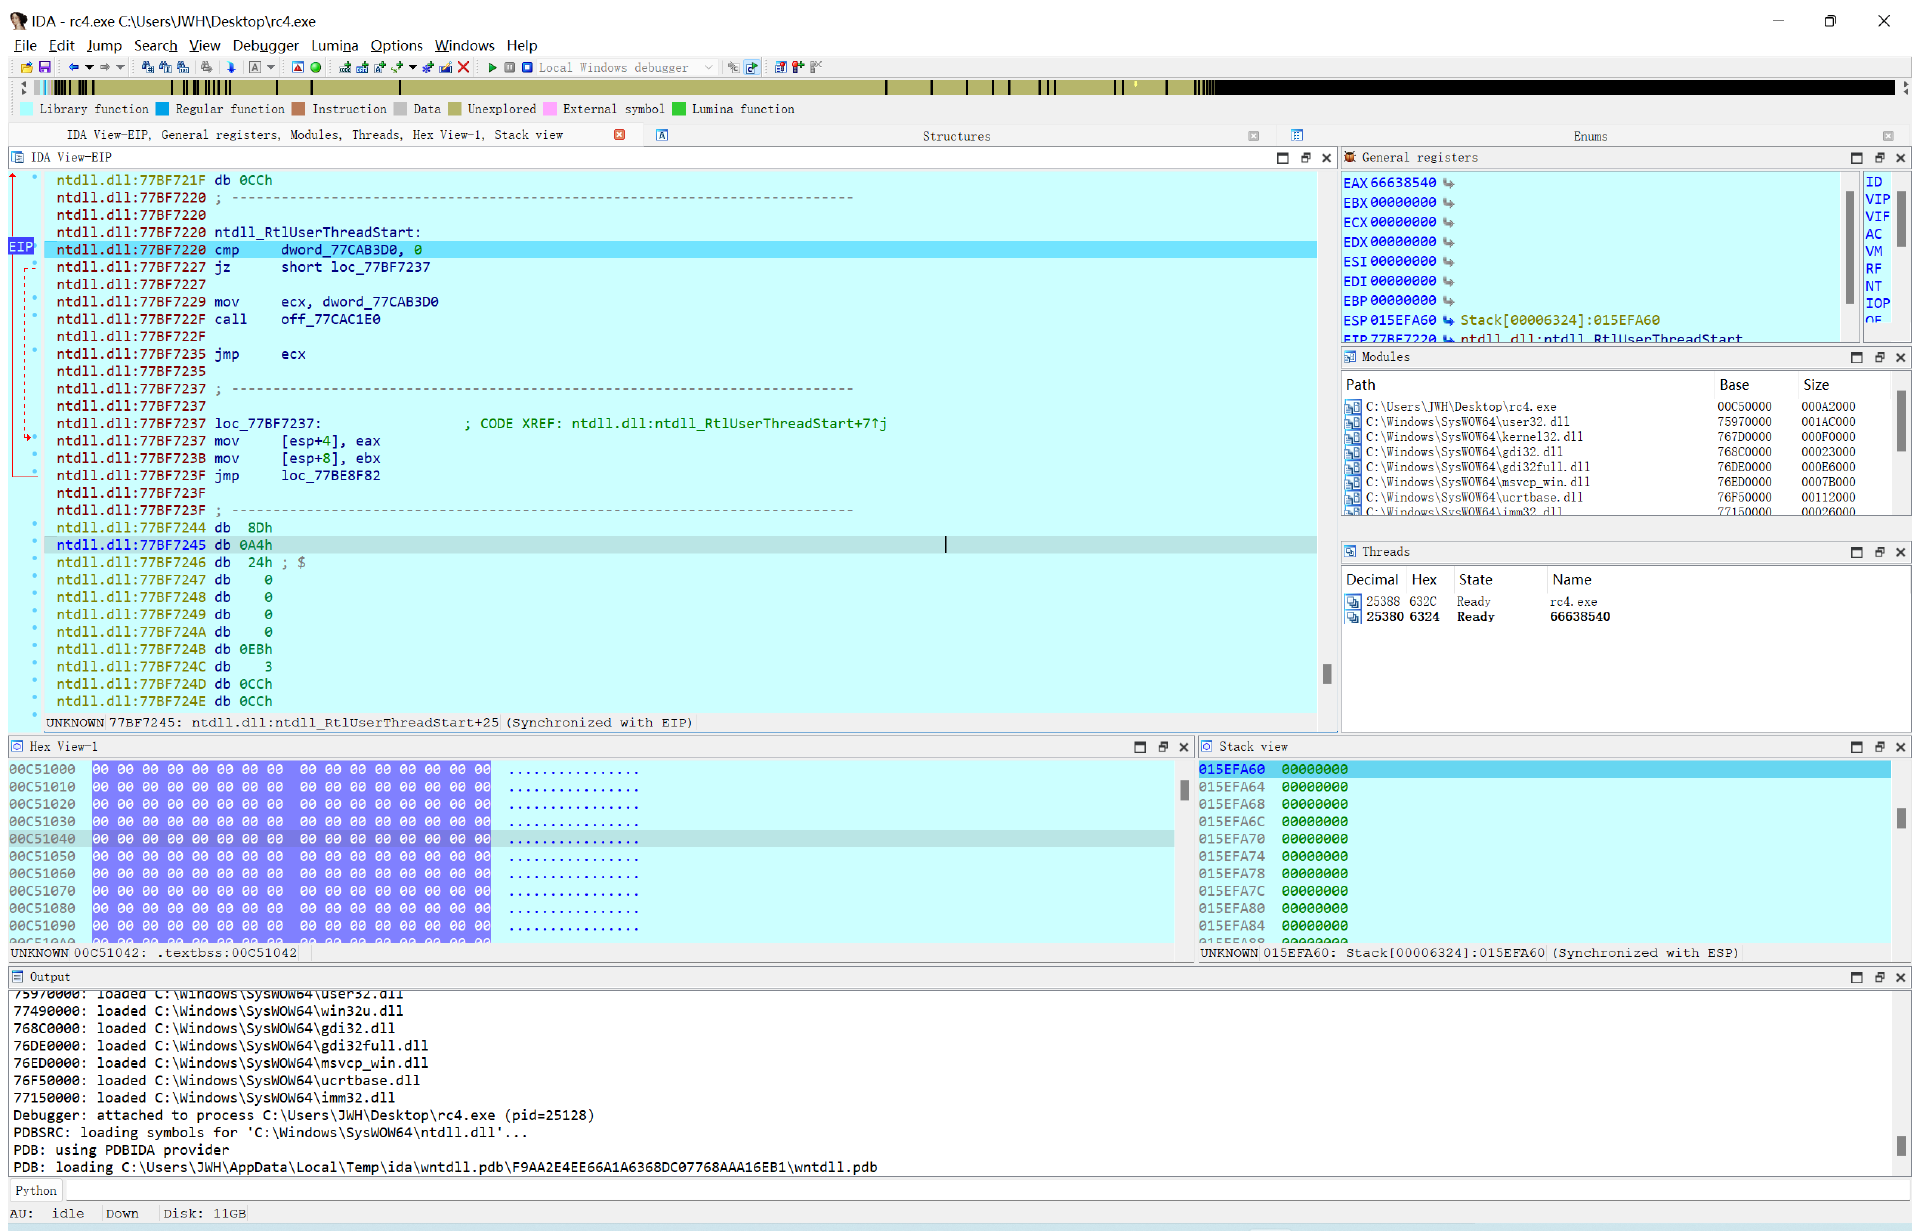 IDA - rc4.exe C:\Users\JWH\Desktop\rc4.exe
File Edit Jump Search View Debugger Lumina Options Windows Help
Local Windows debugger
Library function Regular function Instruction Data Unexplored External symbol Lumina function
IDA View-EIP, General registers, Modules, Threads, Hex View-1, Stack view Structures Enums
IDA View-EIP
ntdll.dll:77BF721F db 0CCh
ntdll.dll:77BF7220 ; ---------------------------------------------------------------------------
ntdll.dll:77BF7220
ntdll.dll:77BF7220 ntdll_RtlUserThreadStart:
EIP ntdll.dll:77BF7220 cmp dword_77CAB3D0, 0
ntdll.dll:77BF7227 jz short loc_77BF7237
ntdll.dll:77BF7227
ntdll.dll:77BF7229 mov ecx, dword_77CAB3D0
ntdll.dll:77BF722F call off_77CAC1E0
ntdll.dll:77BF722F
ntdll.dll:77BF7235 jmp ecx
ntdll.dll:77BF7235
ntdll.dll:77BF7237 ; ---------------------------------------------------------------------------
ntdll.dll:77BF7237
ntdll.dll:77BF7237 loc_77BF7237: ; CODE XREF: ntdll.dll:ntdll_RtlUserThreadStart+7↑j
ntdll.dll:77BF7237 mov [esp+4], eax
ntdll.dll:77BF723B mov [esp+8], ebx
ntdll.dll:77BF723F jmp loc_77BE8F82
ntdll.dll:77BF723F
ntdll.dll:77BF723F ; ---------------------------------------------------------------------------
ntdll.dll:77BF7244 db 8Dh
ntdll.dll:77BF7245 db 0A4h
ntdll.dll:77BF7246 db 24h ; $
ntdll.dll:77BF7247 db 0
ntdll.dll:77BF7248 db 0
ntdll.dll:77BF7249 db 0
ntdll.dll:77BF724A db 0
ntdll.dll:77BF724B db 0EBh
ntdll.dll:77BF724C db 3
ntdll.dll:77BF724D db 0CCh
ntdll.dll:77BF724E db 0CCh
UNKNOWN 77BF7245: ntdll.dll:ntdll_RtlUserThreadStart+25 (Synchronized with EIP)
General registers
EAX 66638540
EBX 00000000
ECX 00000000
EDX 00000000
ESI 00000000
EDI 00000000
EBP 00000000
ESP 015EFA60 Stack[00006324]:015EFA60
EIP 77BF7220 ntdll.dll:ntdll_RtlUserThreadStart
ID
VIP
VIF
AC
VM
RF
NT
IOP
OF
Modules
Path Base Size
C:\Users\JWH\Desktop\rc4.exe 00C50000 000A2000
C:\Windows\SysWOW64\user32.dll 75970000 001AC000
C:\Windows\SysWOW64\kernel32.dll 767D0000 000F0000
C:\Windows\SysWOW64\gdi32.dll 768C0000 00023000
C:\Windows\SysWOW64\gdi32full.dll 76DE0000 000E6000
C:\Windows\SysWOW64\msvcp_win.dll 76ED0000 0007B000
C:\Windows\SysWOW64\ucrtbase.dll 76F50000 00112000
C:\Windows\SysWOW64\imm32.dll 77150000 00026000
Threads
Decimal Hex State Name
25388 632C Ready rc4.exe
25380 6324 Ready 66638540
Hex View-1
00C51000 00 00 00 00 00 00 00 00 00 00 00 00 00 00 00 00 ................
00C51010 00 00 00 00 00 00 00 00 00 00 00 00 00 00 00 00 ................
00C51020 00 00 00 00 00 00 00 00 00 00 00 00 00 00 00 00 ................
00C51030 00 00 00 00 00 00 00 00 00 00 00 00 00 00 00 00 ................
00C51040 00 00 00 00 00 00 00 00 00 00 00 00 00 00 00 00 ................
00C51050 00 00 00 00 00 00 00 00 00 00 00 00 00 00 00 00 ................
00C51060 00 00 00 00 00 00 00 00 00 00 00 00 00 00 00 00 ................
00C51070 00 00 00 00 00 00 00 00 00 00 00 00 00 00 00 00 ................
00C51080 00 00 00 00 00 00 00 00 00 00 00 00 00 00 00 00 ................
00C51090 00 00 00 00 00 00 00 00 00 00 00 00 00 00 00 00 ................
00C510A0 00 00 00 00 00 00 00 00 00 00 00 00 00 00 00 00
UNKNOWN 00C51042: .textbss:00C51042
Stack view
015EFA60 00000000
015EFA64 00000000
015EFA68 00000000
015EFA6C 00000000
015EFA70 00000000
015EFA74 00000000
015EFA78 00000000
015EFA7C 00000000
015EFA80 00000000
015EFA84 00000000
015EFA88 00000000
UNKNOWN 015EFA60: Stack[00006324]:015EFA60 (Synchronized with ESP)
Output
75970000: loaded C:\Windows\SysWOW64\user32.dll
77490000: loaded C:\Windows\SysWOW64\win32u.dll
768C0000: loaded C:\Windows\SysWOW64\gdi32.dll
76DE0000: loaded C:\Windows\SysWOW64\gdi32full.dll
76ED0000: loaded C:\Windows\SysWOW64\msvcp_win.dll
76F50000: loaded C:\Windows\SysWOW64\ucrtbase.dll
77150000: loaded C:\Windows\SysWOW64\imm32.dll
Debugger: attached to process C:\Users\JWH\Desktop\rc4.exe (pid=25128)
PDBSRC: loading symbols for 'C:\Windows\SysWOW64\ntdll.dll'...
PDB: using PDBIDA provider
PDB: loading C:\Users\JWH\AppData\Local\Temp\ida\wntdll.pdb\F9AA2E4EE66A1A6368DC07768AAA16EB1\wntdll.pdb
Python
AU: idle Down Disk: 11GB